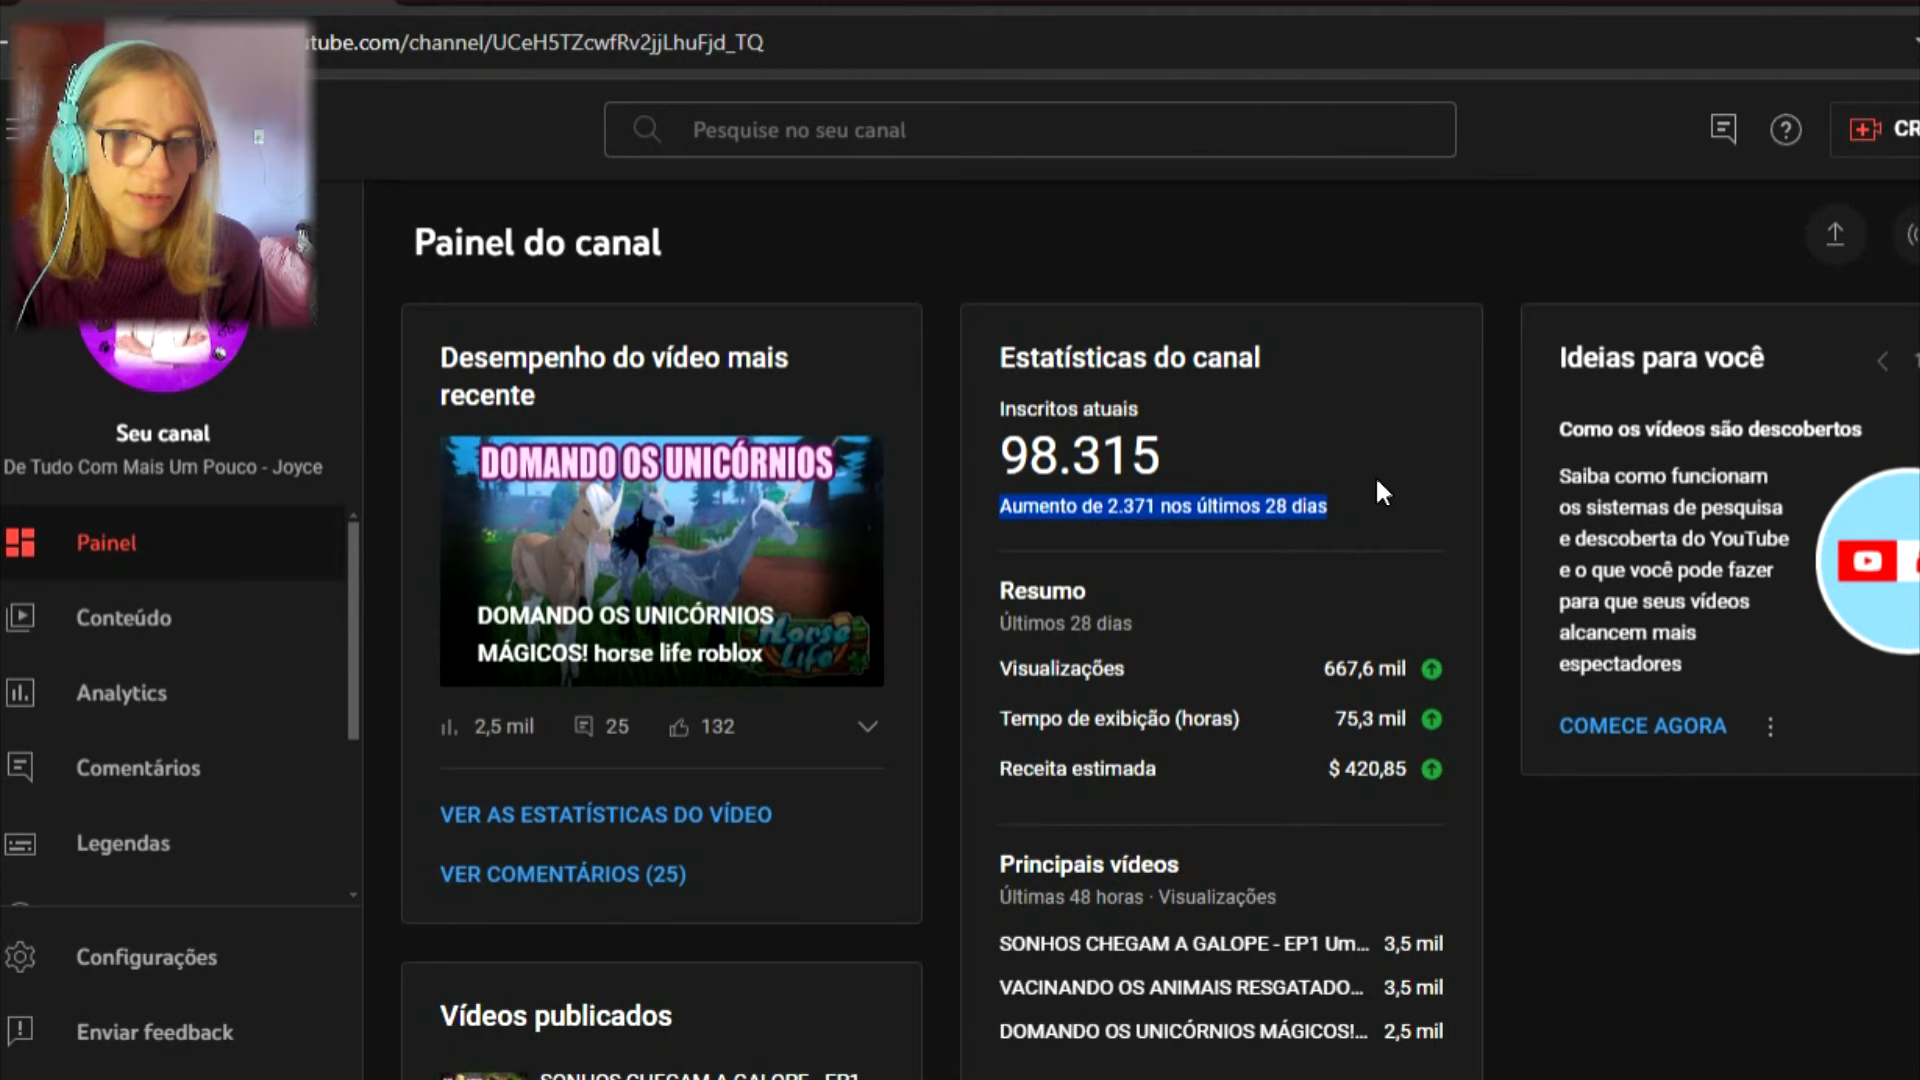 tube.com/channel/UCeH5TZcwfRv2jjLhuFjd_TQ
Pesquise no seu canal
CR
Painel do canal
Seu canal
De Tudo Com Mais Um Pouco - Joyce
Painel
Conteúdo
Analytics
Comentários
Legendas
Configurações
Enviar feedback
Desempenho do vídeo mais
recente
DOMANDO OS UNICÓRNIOS
DOMANDO OS UNICÓRNIOS
MÁGICOS! horse life roblox
Horse
Life
2,5 mil 25 132
VER AS ESTATÍSTICAS DO VÍDEO
VER COMENTÁRIOS (25)
Vídeos publicados
SONHOS CHEGAM A GALOPE - EP1
Estatísticas do canal
Inscritos atuais
98.315
Aumento de 2.371 nos últimos 28 dias
Resumo
Últimos 28 dias
Visualizações 667,6 mil
Tempo de exibição (horas) 75,3 mil
Receita estimada $ 420,85
Principais vídeos
Últimas 48 horas · Visualizações
SONHOS CHEGAM A GALOPE - EP1 Um... 3,5 mil
VACINANDO OS ANIMAIS RESGATADO... 3,5 mil
DOMANDO OS UNICÓRNIOS MÁGICOS!... 2,5 mil
Ideias para você
Como os vídeos são descobertos
Saiba como funcionam
os sistemas de pesquisa
e descoberta do YouTube
e o que você pode fazer
para que seus vídeos
alcancem mais
espectadores
COMECE AGORA